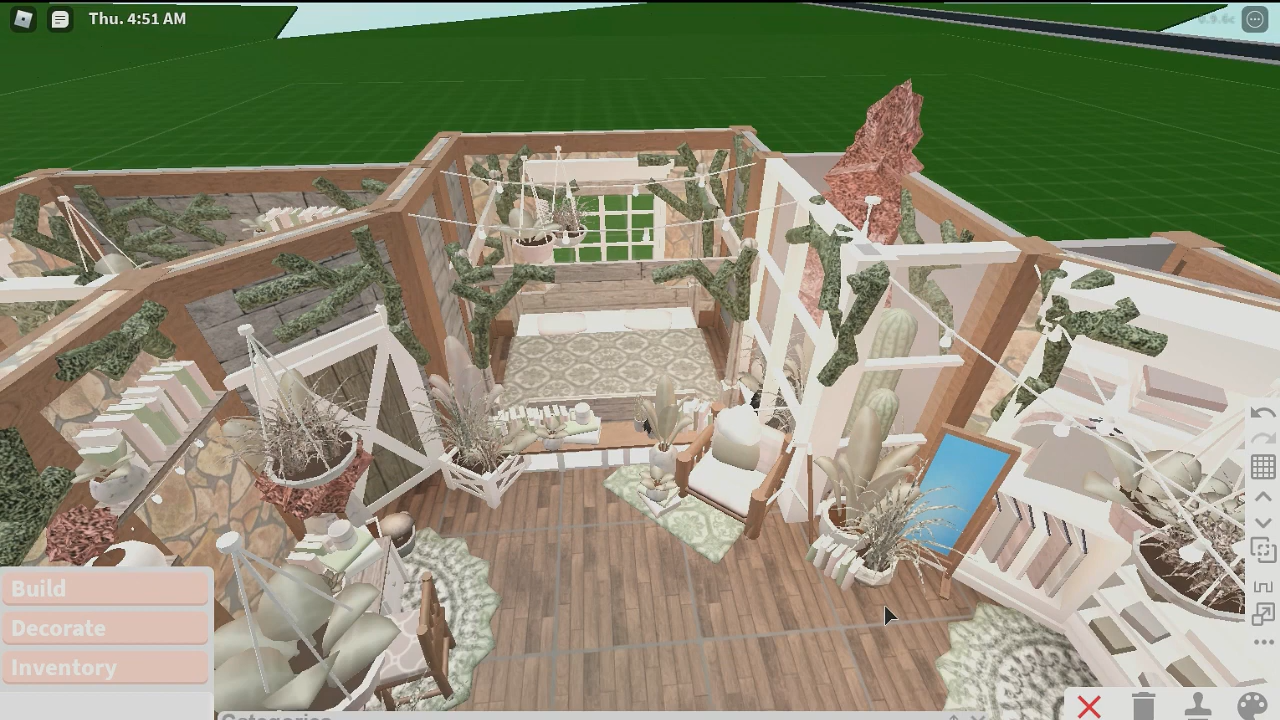 Thu. 4:51 AM
Build
Decorate
Inventory
Categories